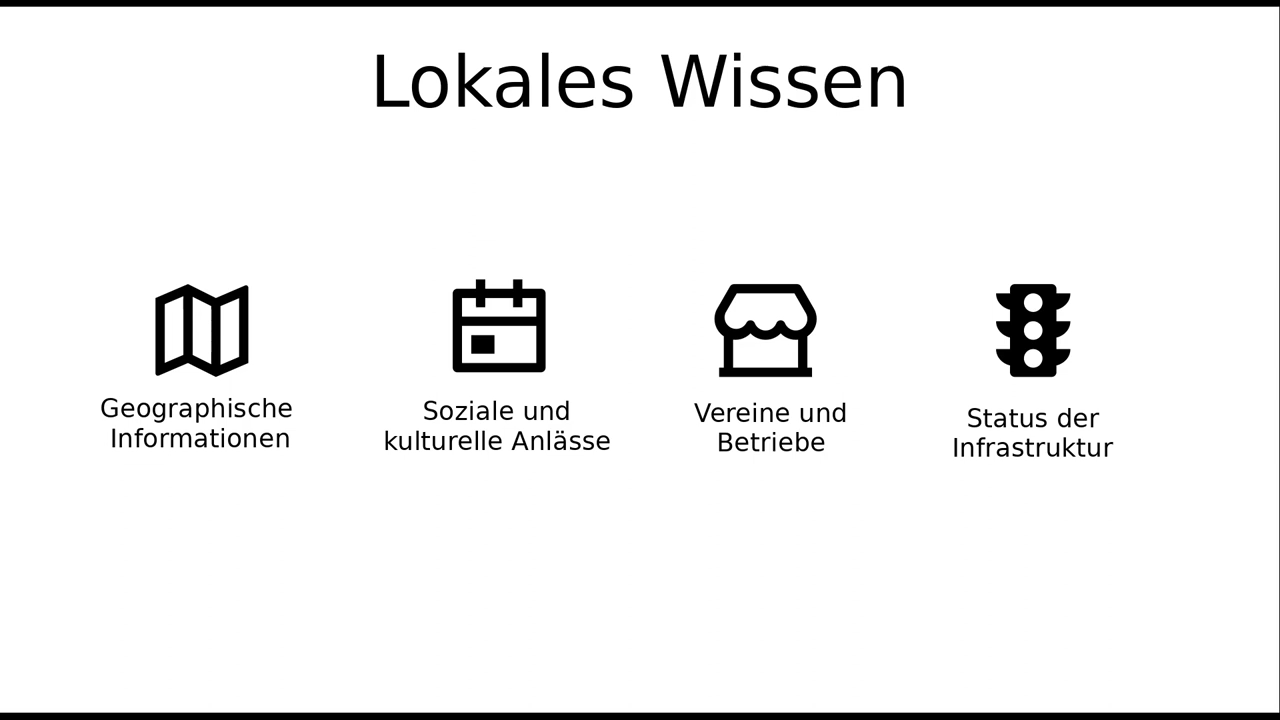 Lokales Wissen
Geographische
Informationen
Soziale und
kulturelle Anlässe
Vereine und
Betriebe
Status der
Infrastruktur